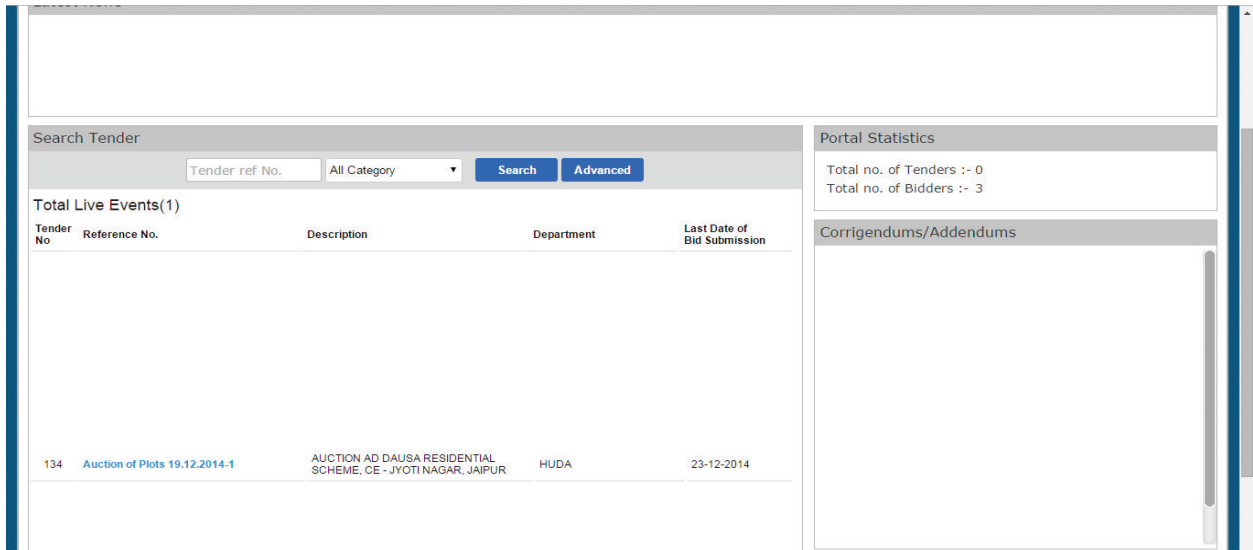 Search Tender
Tender ref No. All Category Search Advanced
Total Live Events(1)
Tender No Reference No. Description Department Last Date of Bid Submission
134 Auction of Plots 19.12.2014-1 AUCTION AD DAUSA RESIDENTIAL SCHEME, CE - JYOTI NAGAR, JAIPUR HUDA 23-12-2014
Portal Statistics
Total no. of Tenders :- 0
Total no. of Bidders :- 3
Corrigendums/Addendums